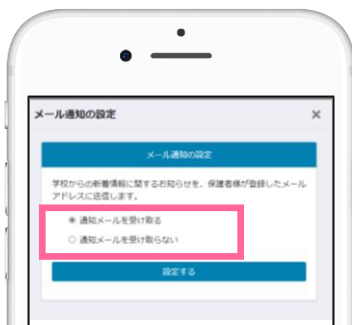 メール通知の設定 ×
メール通知の設定
学校からの新着情報に関するお知らせを、保護者様が登録したメール
アドレスに送信します。
通知メールを受け取る
通知メールを受け取らない
設定する